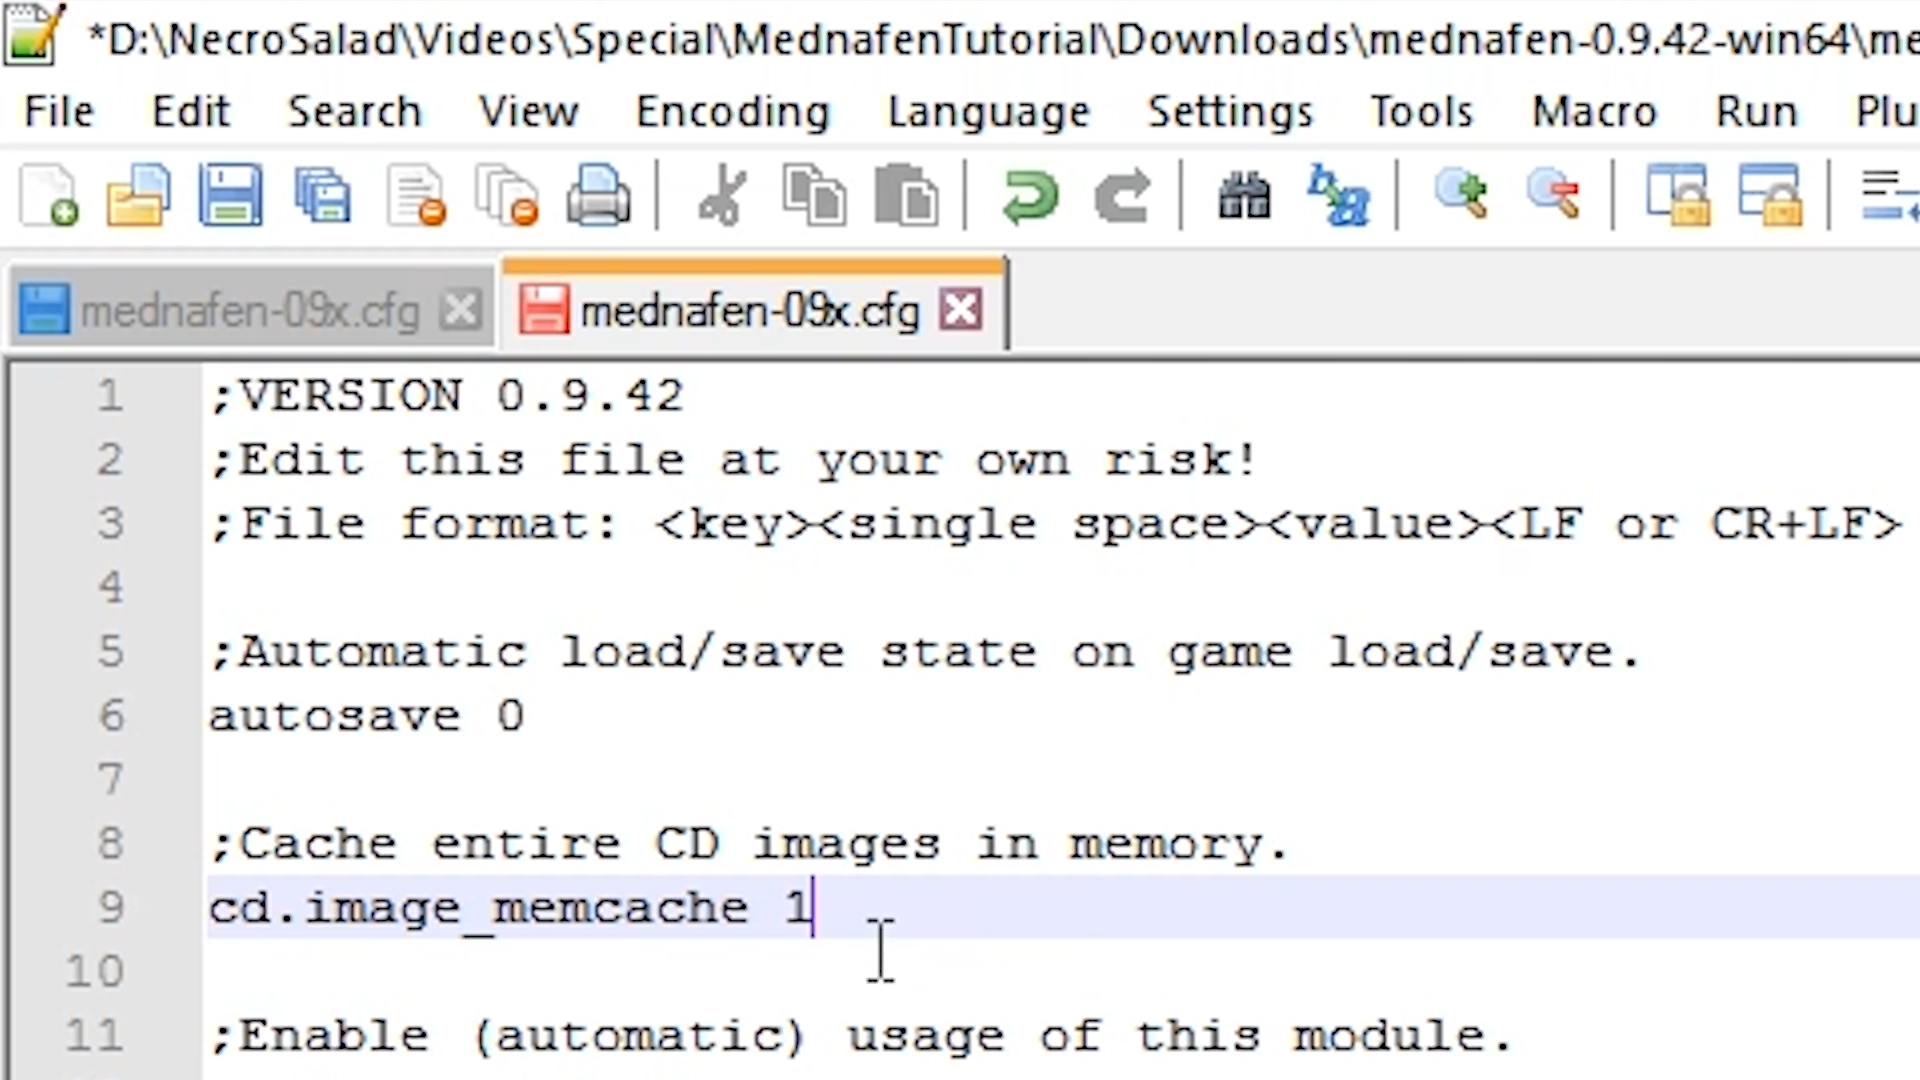 *D:\NecroSalad\Videos\Special\MednafenTutorial\Downloads\mednafen-0.9.42-win64\me
File Edit Search View Encoding Language Settings Tools Macro Run Plu
mednafen-09x.cfg mednafen-09x.cfg
1 ;VERSION 0.9.42
2 ;Edit this file at your own risk!
3 ;File format: <key><single space><value><LF or CR+LF>
4
5 ;Automatic load/save state on game load/save.
6 autosave 0
7
8 ;Cache entire CD images in memory.
9 cd.image_memcache 1
10
11 ;Enable (automatic) usage of this module.